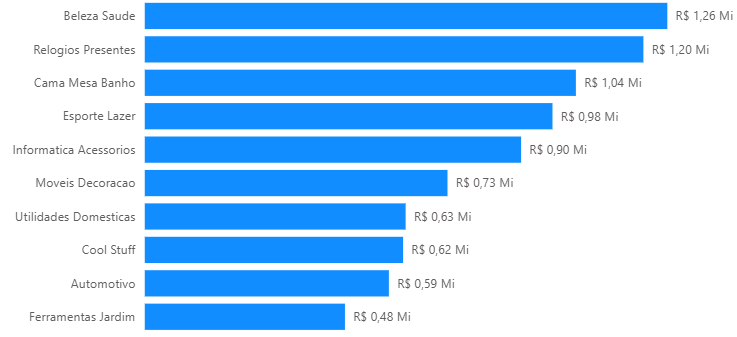 Beleza Saude R$ 1,26 Mi
Relogios Presentes R$ 1,20 Mi
Cama Mesa Banho R$ 1,04 Mi
Esporte Lazer R$ 0,98 Mi
Informatica Acessorios R$ 0,90 Mi
Moveis Decoracao R$ 0,73 Mi
Utilidades Domesticas R$ 0,63 Mi
Cool Stuff R$ 0,62 Mi
Automotivo R$ 0,59 Mi
Ferramentas Jardim R$ 0,48 Mi